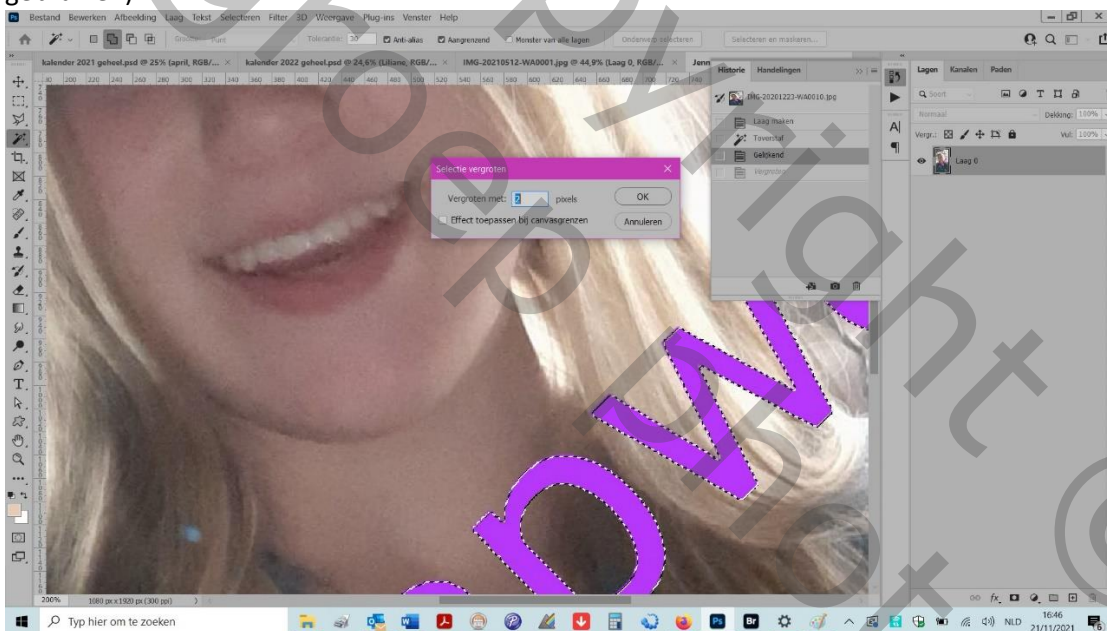 Bestand Bewerken Afbeelding Laag Tekst Selecteren Filter 3D Weergave Plug-ins Venster Help
Tolerantie: 30 Anti-alias Aangrenzend Monster van alle lagen Onderwerp selecteren Selecteren en maskeren...
kalender 2021 geheel.psd @ 25% (april, RGB/... × kalender 2022 geheel.psd @ 24,6% (Liliane, RGB/... × IMG-20210512-WA0001.jpg @ 44,9% (Laag 0, RGB/... × Jenn
Historie Handelingen
Lagen Kanalen Paden
IMG-20201223-WA0010.jpg
Laag maken
Toverstaf
Gelijkend
Vergroten
Soort
Normaal Dekking: 100%
Vergr.: Vul: 100%
Laag 0
Selectie vergroten
Vergroten met: 2 pixels OK
Effect toepassen bij canvasgrenzen Annuleren
pw
200% 1080 px x 1920 px (300 ppi)
Typ hier om te zoeken
NLD 16:46
21/11/2021